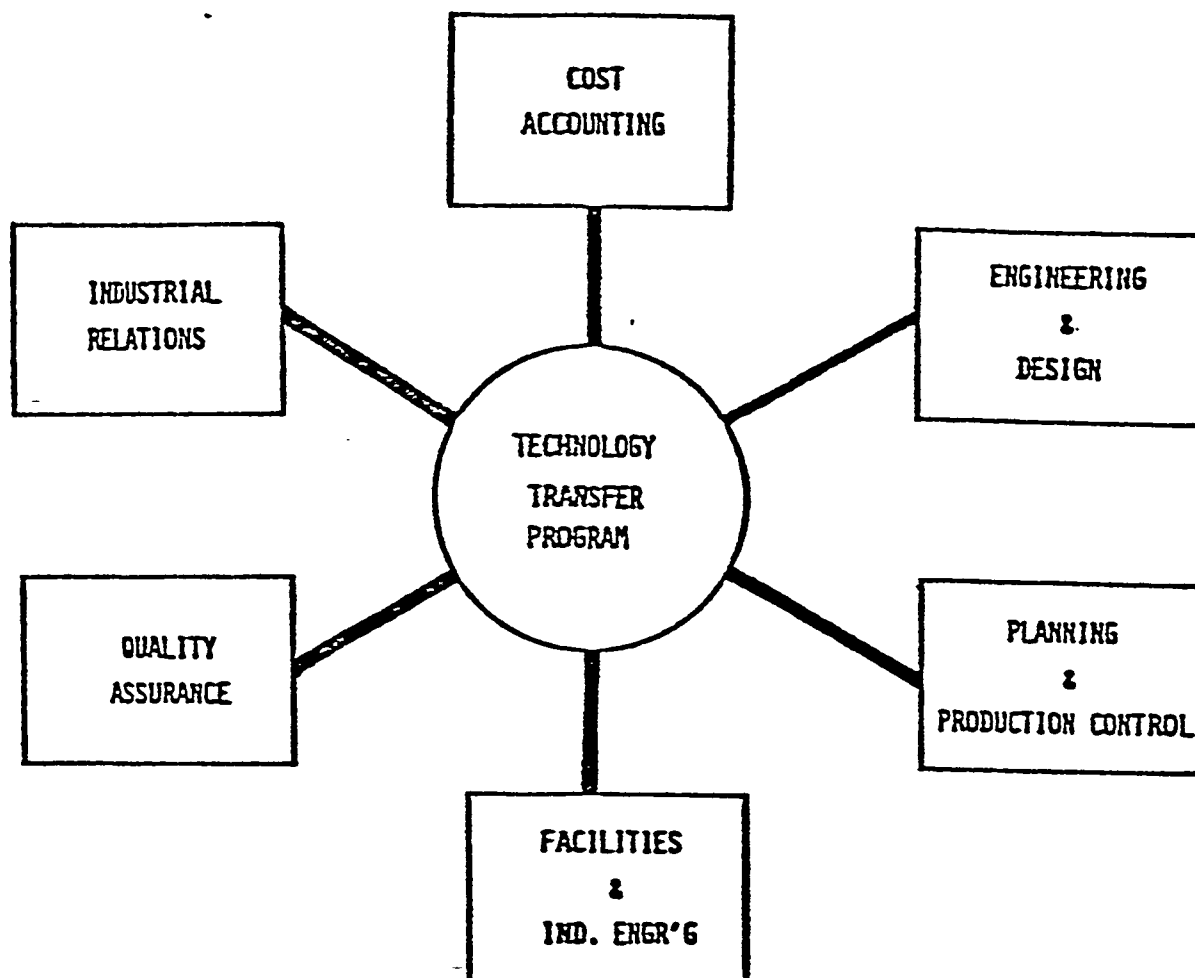 COST
ACCOUNTING
INDUSTRIAL
RELATIONS
ENGINEERING
&
DESIGN
TECHNOLOGY
TRANSFER
PROGRAM
QUALITY
ASSURANCE
PLANNING
&
PRODUCTION CONTROL
FACILITIES
&
IND. ENGR'G